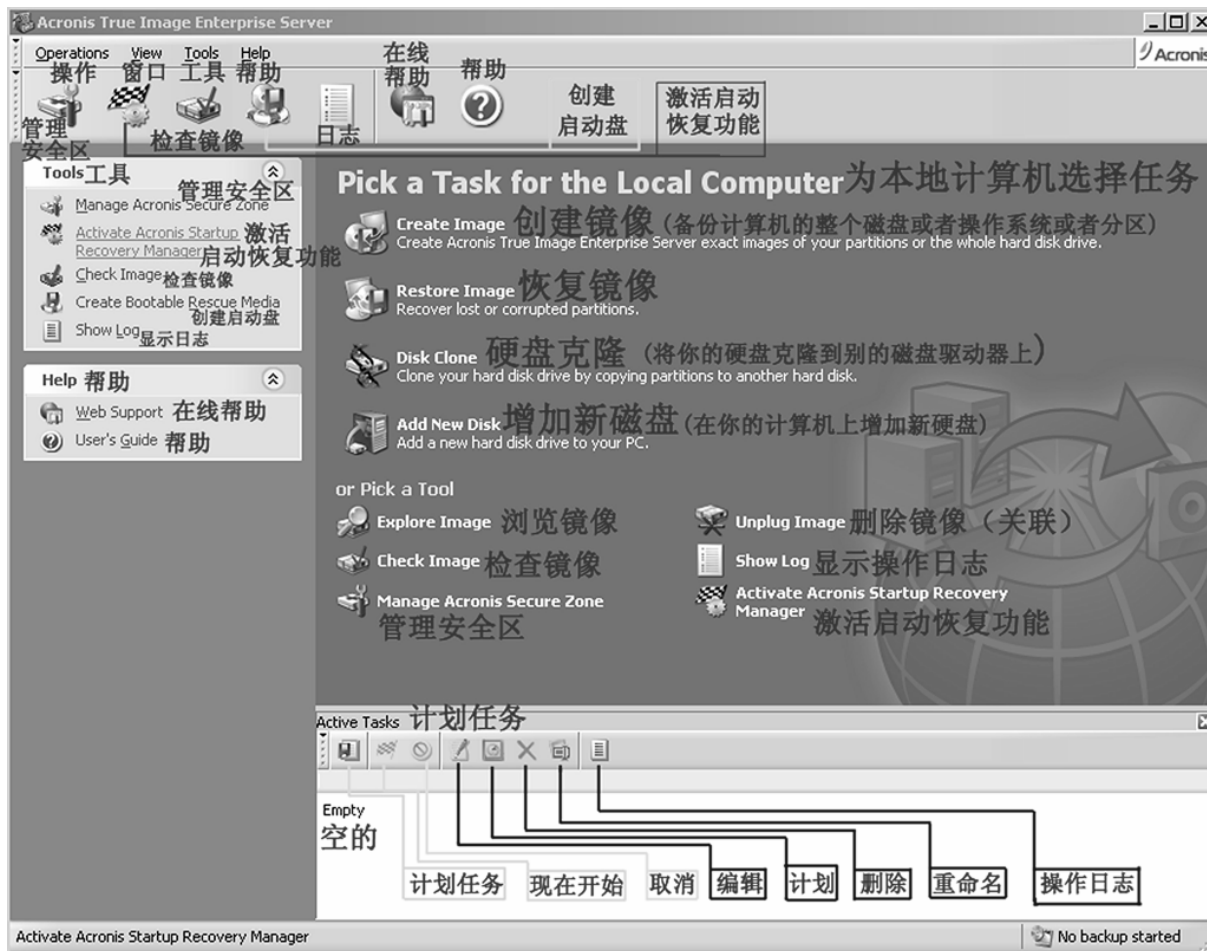 Acronis True Image Enterprise Server
Operations View Tools Help
操作 窗口 工具 帮助
Acronis
在线
帮助
帮助
创建
启动盘
激活启动
恢复功能
管理
安全区
检查镜像
日志
Tools工具
管理安全区
Manage Acronis Secure Zone
Activate Acronis Startup 激活
Recovery Manager启动恢复功能
Check Image检查镜像
Create Bootable Rescue Media
创建启动盘
Show Log显示日志
Help 帮助
Web Support 在线帮助
User's Guide 帮助
Pick a Task for the Local Computer为本地计算机选择任务
Create Image 创建镜像 (备份计算机的整个磁盘或者操作系统或者分区)
Create Acronis True Image Enterprise Server exact images of your partitions or the whole hard disk drive.
Restore Image 恢复镜像
Recover lost or corrupted partitions.
Disk Clone 硬盘克隆 (将你的硬盘克隆到别的磁盘驱动器上)
Clone your hard disk drive by copying partitions to another hard disk.
Add New Disk 增加新磁盘 (在你的计算机上增加新硬盘)
Add a new hard disk drive to your PC.
or Pick a Tool
Explore Image 浏览镜像
Unplug Image 删除镜像（关联）
Check Image 检查镜像
Show Log 显示操作日志
Manage Acronis Secure Zone
管理安全区
Activate Acronis Startup Recovery
Manager 激活启动恢复功能
Active Tasks 计划任务
Empty
空的
计划任务 现在开始 取消 编辑 计划 删除 重命名 操作日志
Activate Acronis Startup Recovery Manager
No backup started